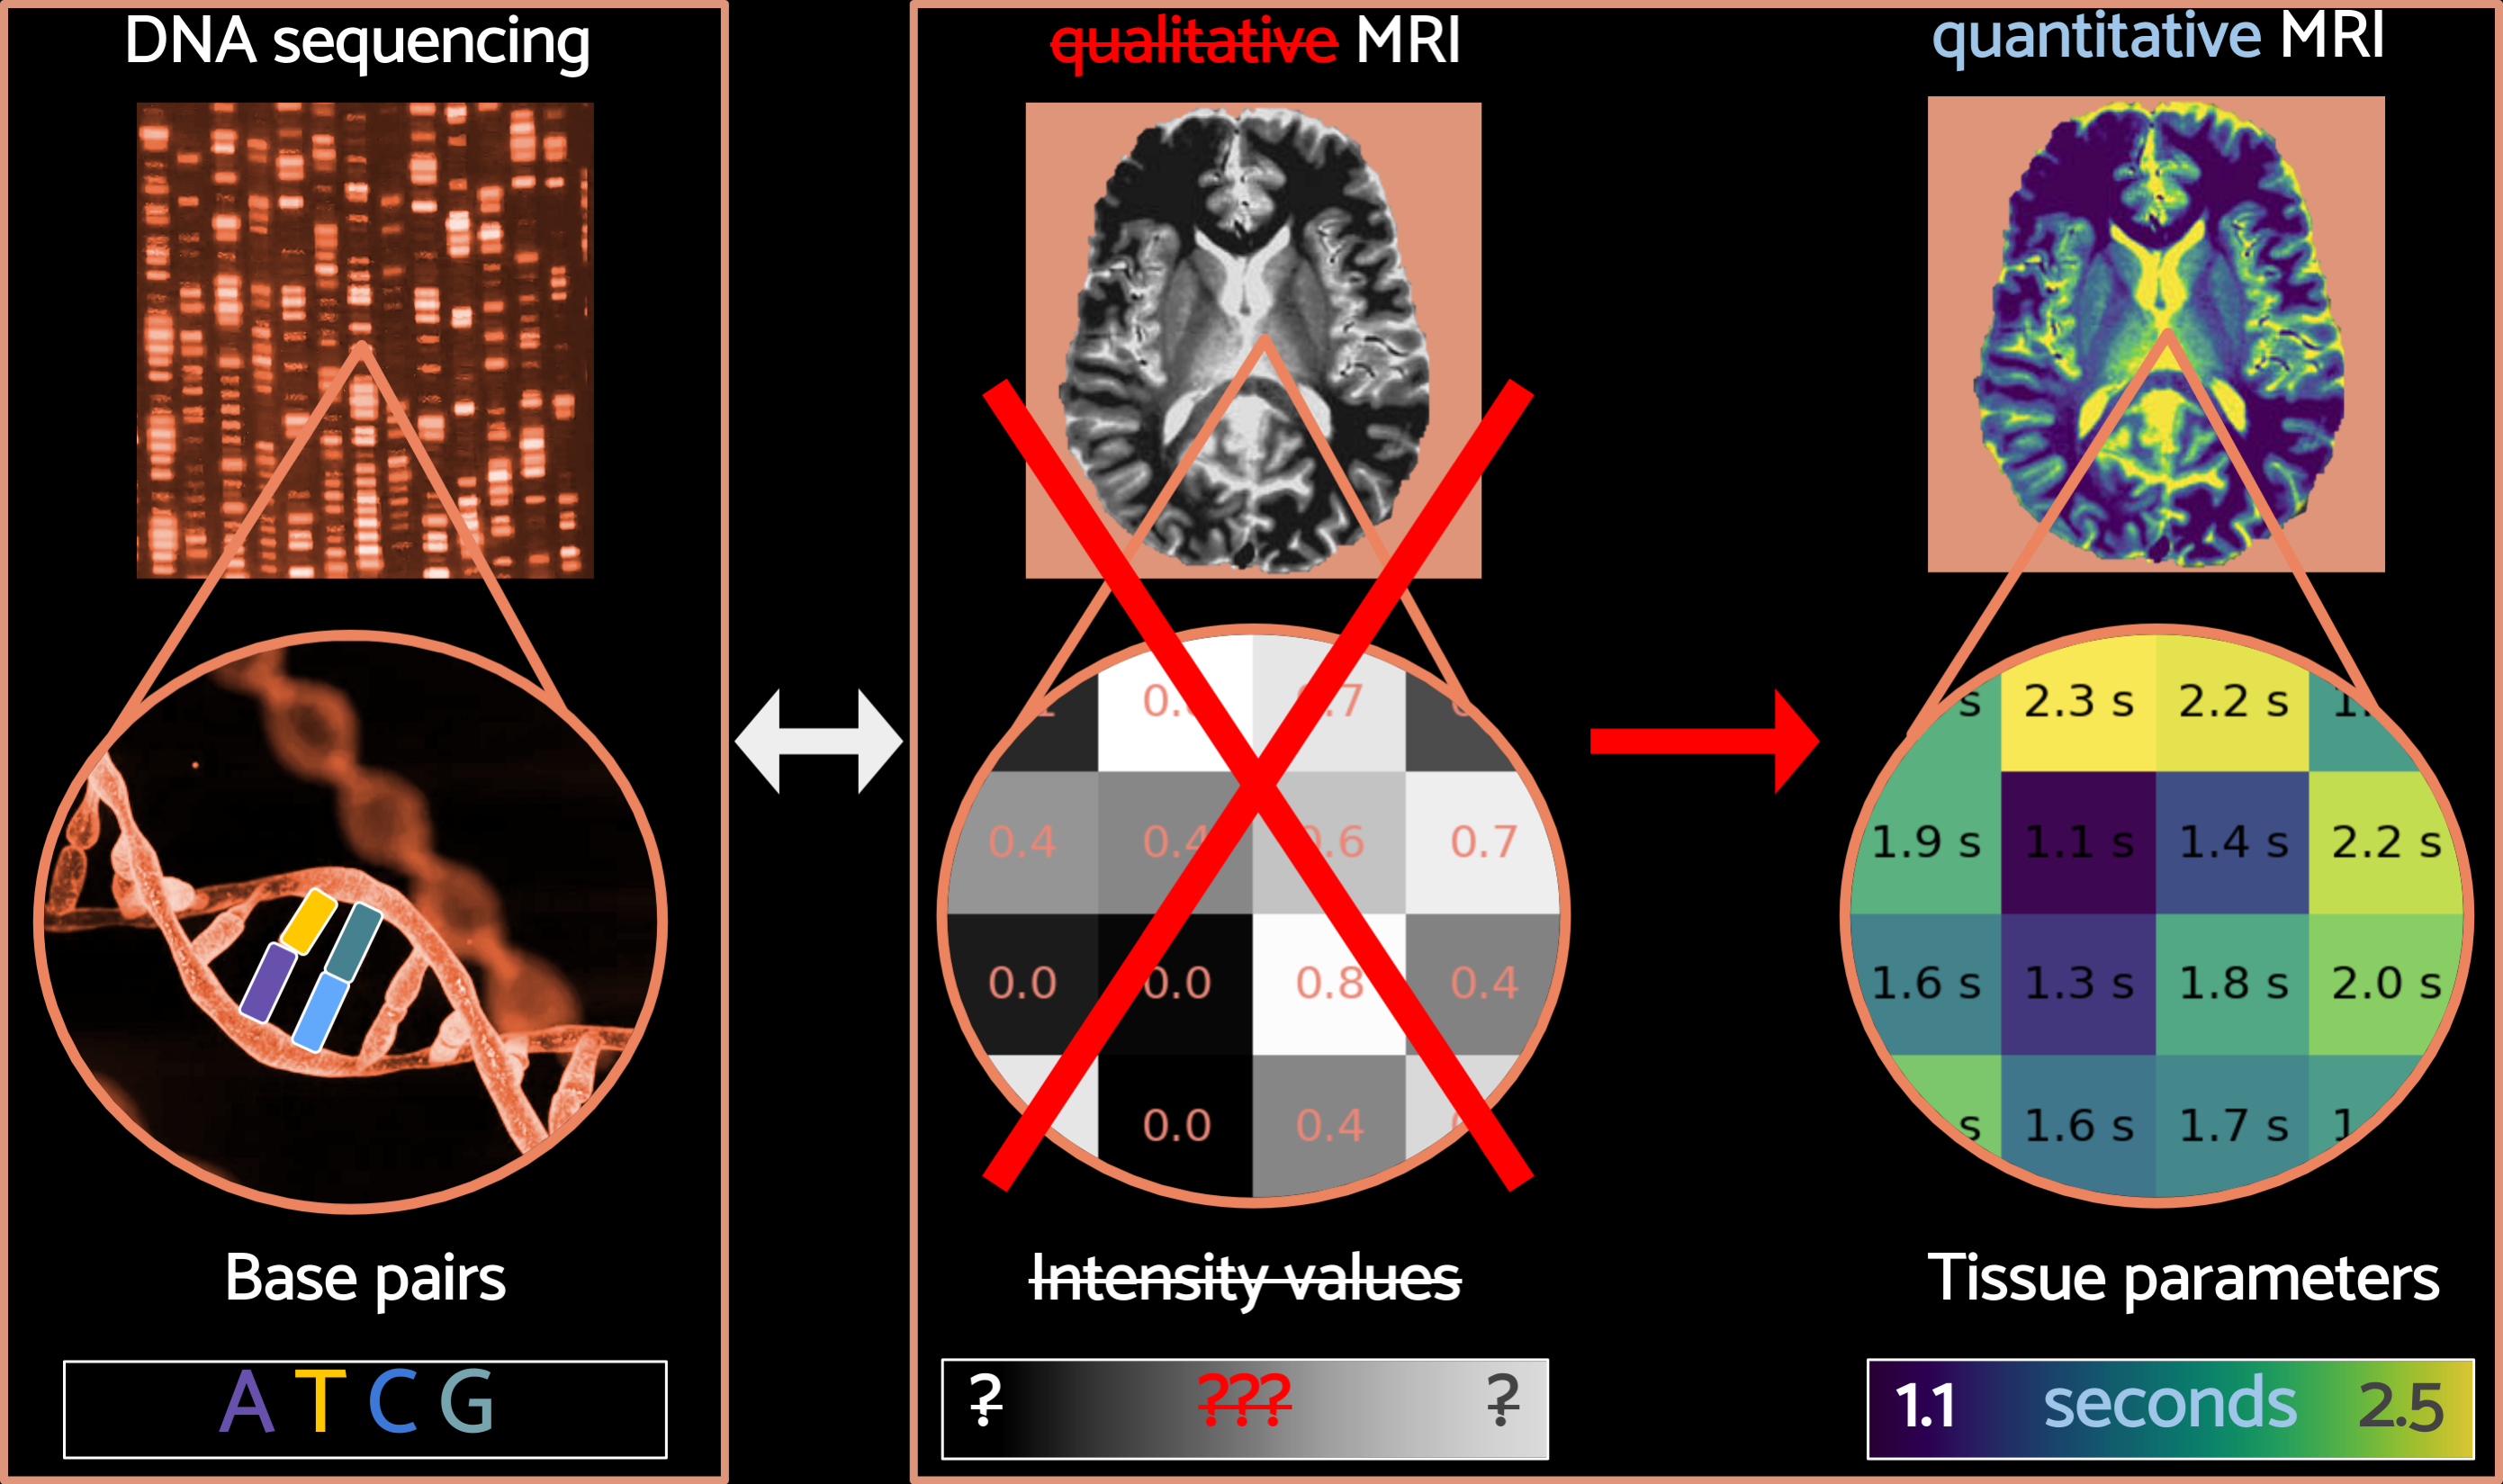 DNA sequencing
qualitative MRI
quantitative MRI
0.7
s 2.3 s 2.2 s
0.4 0.4 0.6 0.7
1.9 s 1.1 s 1.4 s 2.2 s
0.0 0.0 0.8 0.4
1.6 s 1.3 s 1.8 s 2.0 s
0.0 0.4
s 1.6 s 1.7 s
Base pairs
Intensity values
Tissue parameters
A T C G
? ??? ?
1.1 seconds 2.5